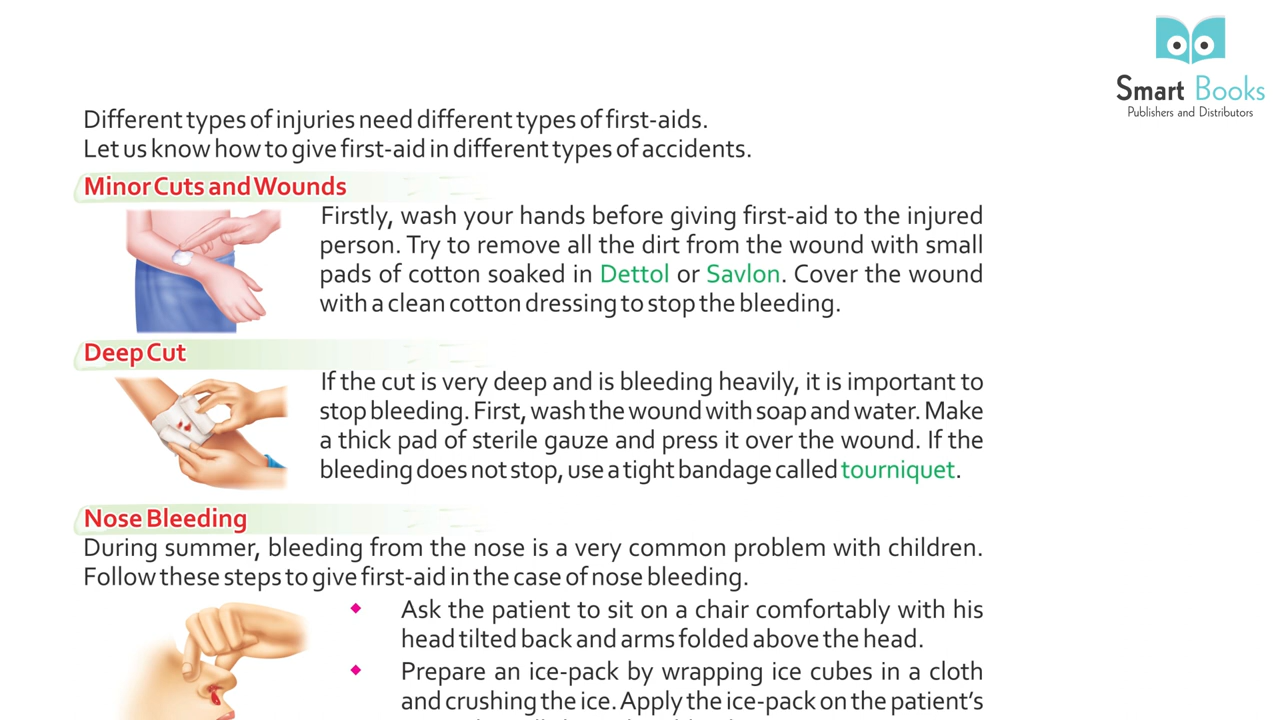 Smart Books
Publishers and Distributors
Different types of injuries need different types of first-aids.
Let us know how to give first-aid in different types of accidents.
Minor Cuts and Wounds
Firstly, wash your hands before giving first-aid to the injured
person. Try to remove all the dirt from the wound with small
pads of cotton soaked in Dettol or Savlon. Cover the wound
with a clean cotton dressing to stop the bleeding.
Deep Cut
If the cut is very deep and is bleeding heavily, it is important to
stop bleeding. First, wash the wound with soap and water. Make
a thick pad of sterile gauze and press it over the wound. If the
bleeding does not stop, use a tight bandage called tourniquet.
Nose Bleeding
During summer, bleeding from the nose is a very common problem with children.
Follow these steps to give first-aid in the case of nose bleeding.
◆ Ask the patient to sit on a chair comfortably with his
head tilted back and arms folded above the head.
◆ Prepare an ice-pack by wrapping ice cubes in a cloth
and crushing the ice. Apply the ice-pack on the patient's